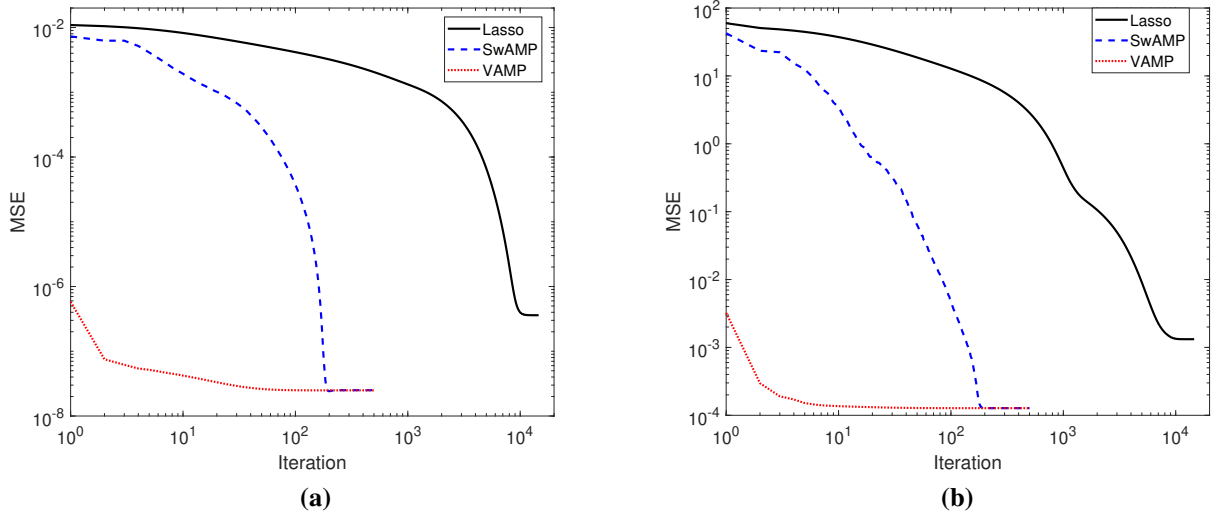 10^{-2}
10^{-4}
10^{-6}
10^{-8}
MSE
10^{0}
10^{1}
10^{2}
10^{3}
10^{4}
Iteration
Lasso
SwAMP
VAMP
(a)
10^{2}
10^{1}
10^{0}
10^{-1}
10^{-2}
10^{-3}
10^{-4}
MSE
10^{0}
10^{1}
10^{2}
10^{3}
10^{4}
Iteration
Lasso
SwAMP
VAMP
(b)